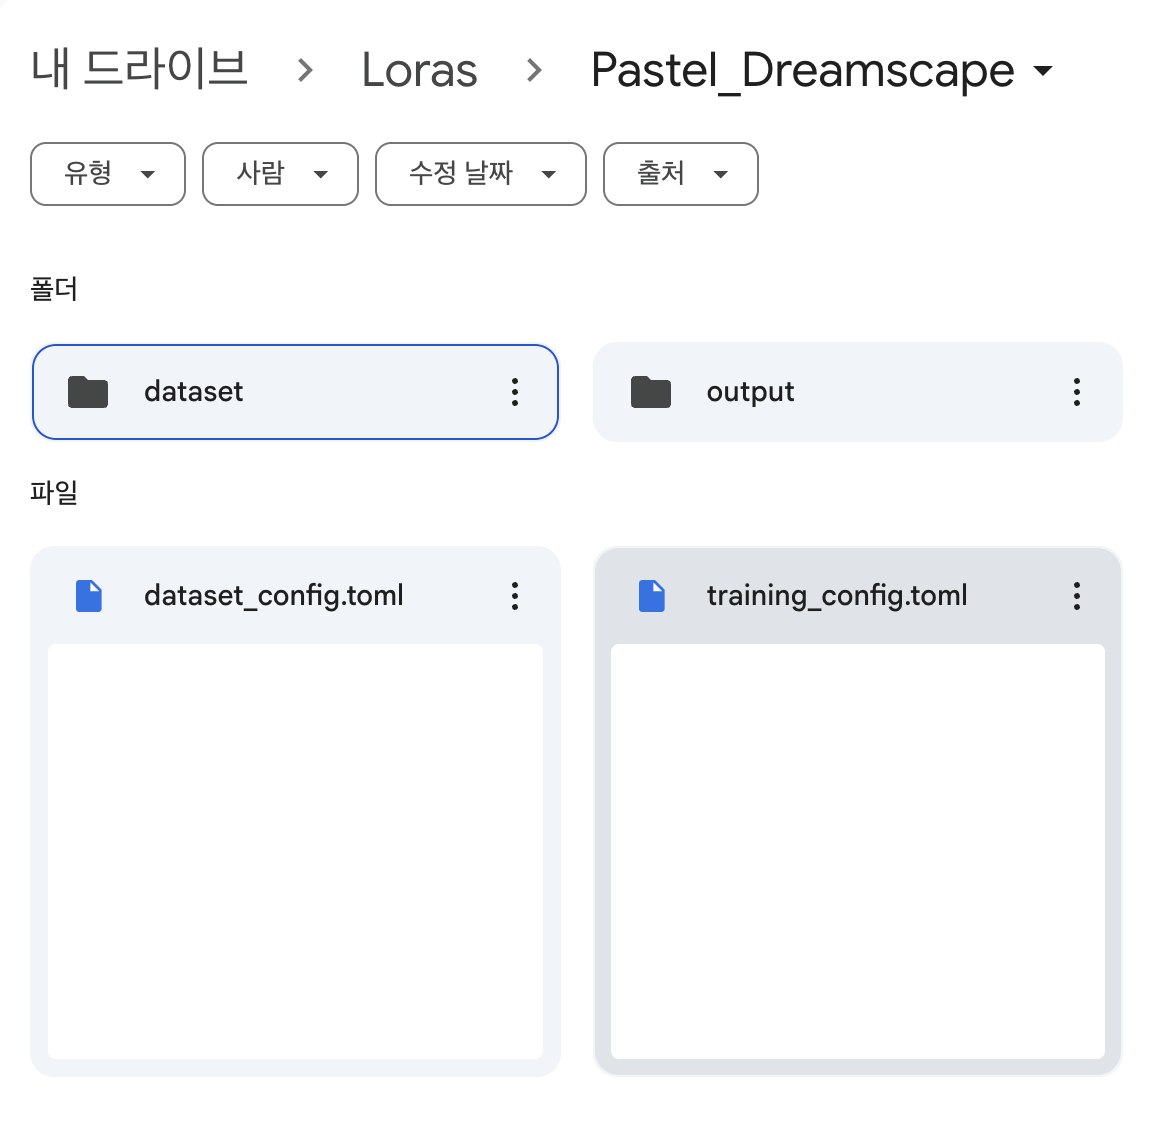 내 드라이브 > Loras > Pastel_Dreamscape
유형 사람 수정 날짜 출처
폴더
dataset output
파일
dataset_config.toml training_config.toml